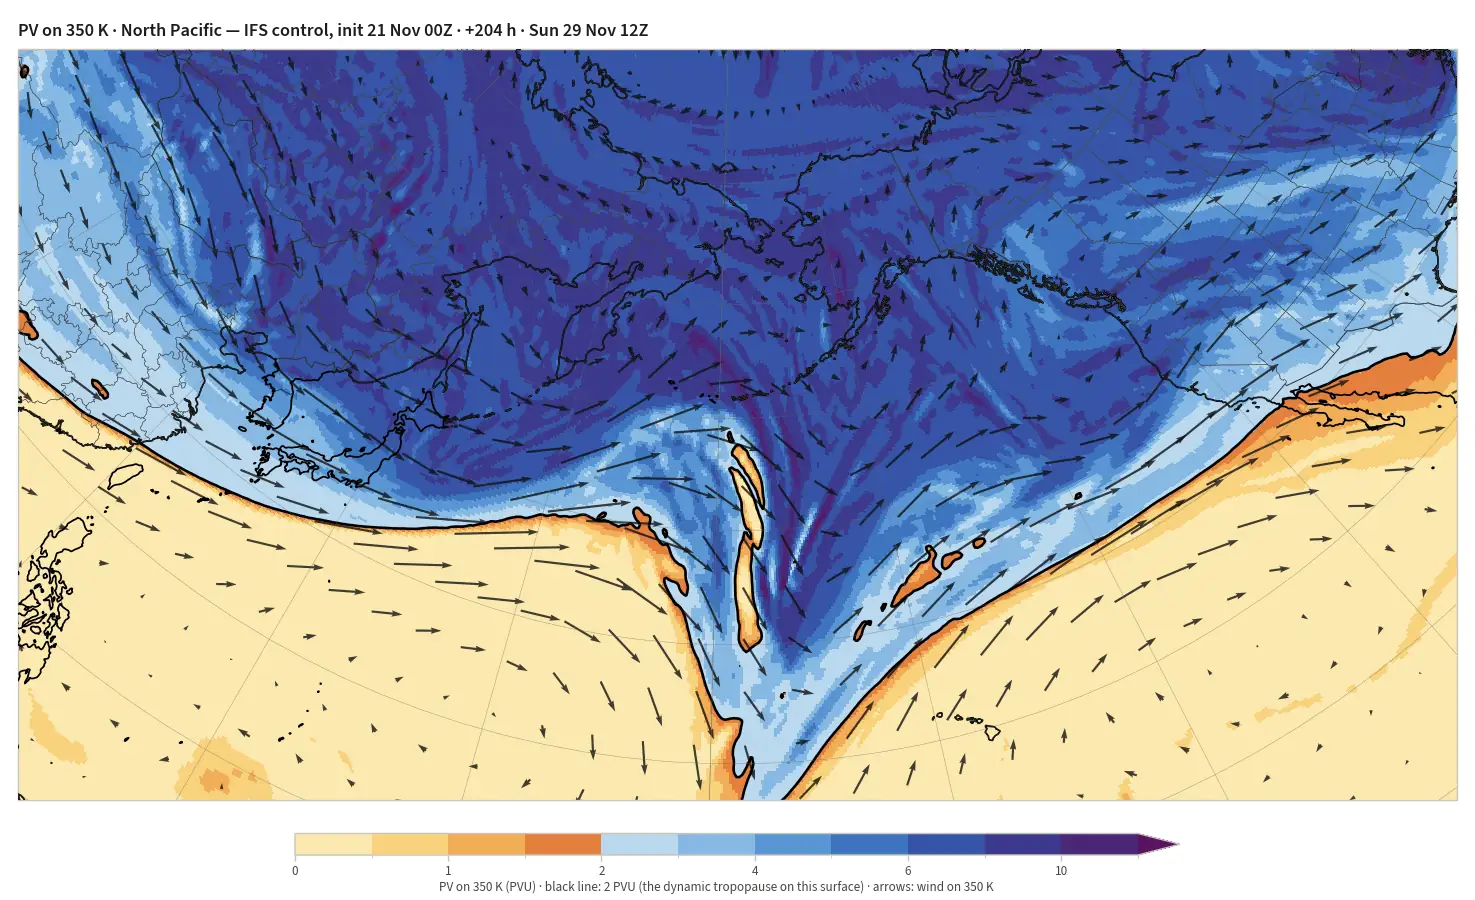 PV on 350 K · North Pacific — IFS control, init 21 Nov 00Z · +204 h · Sun 29 Nov 12Z
0 1 2 4 6 10
PV on 350 K (PVU) · black line: 2 PVU (the dynamic tropopause on this surface) · arrows: wind on 350 K